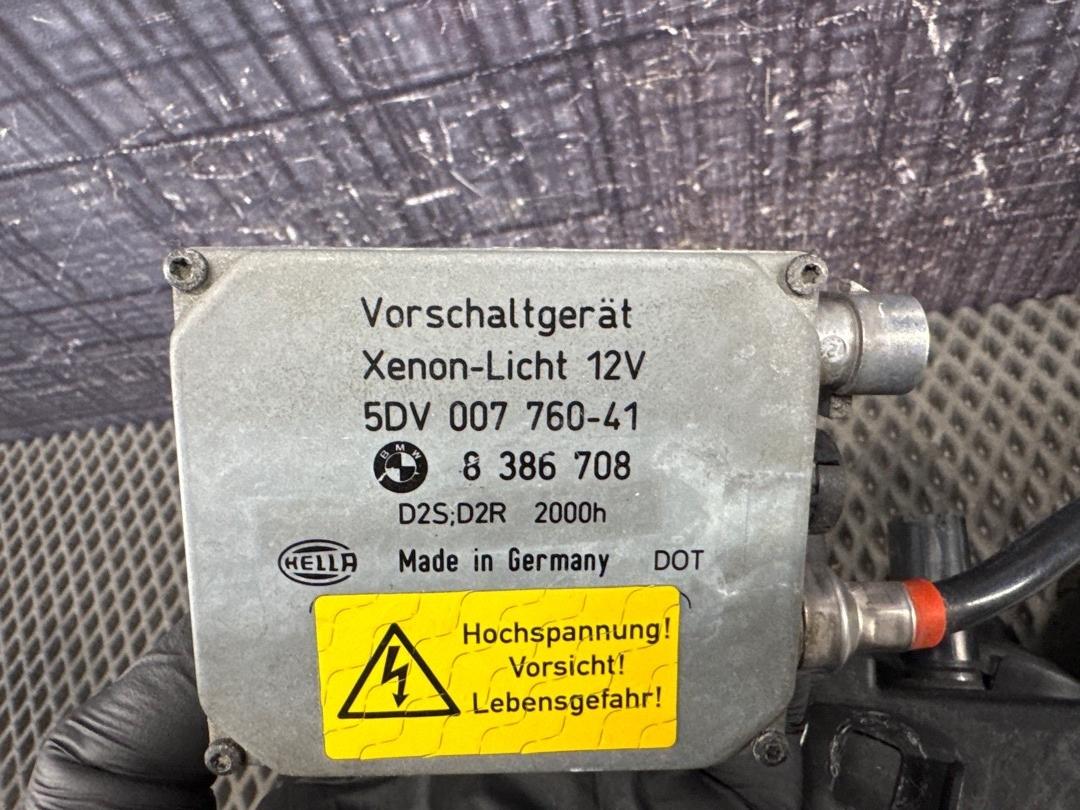 Vorschaltgerät
Xenon-Licht 12V
5DV 007 760-41
BMW 8 386 708
D2S;D2R 2000h
HELLA Made in Germany DOT
Hochspannung!
Vorsicht!
Lebensgefahr!